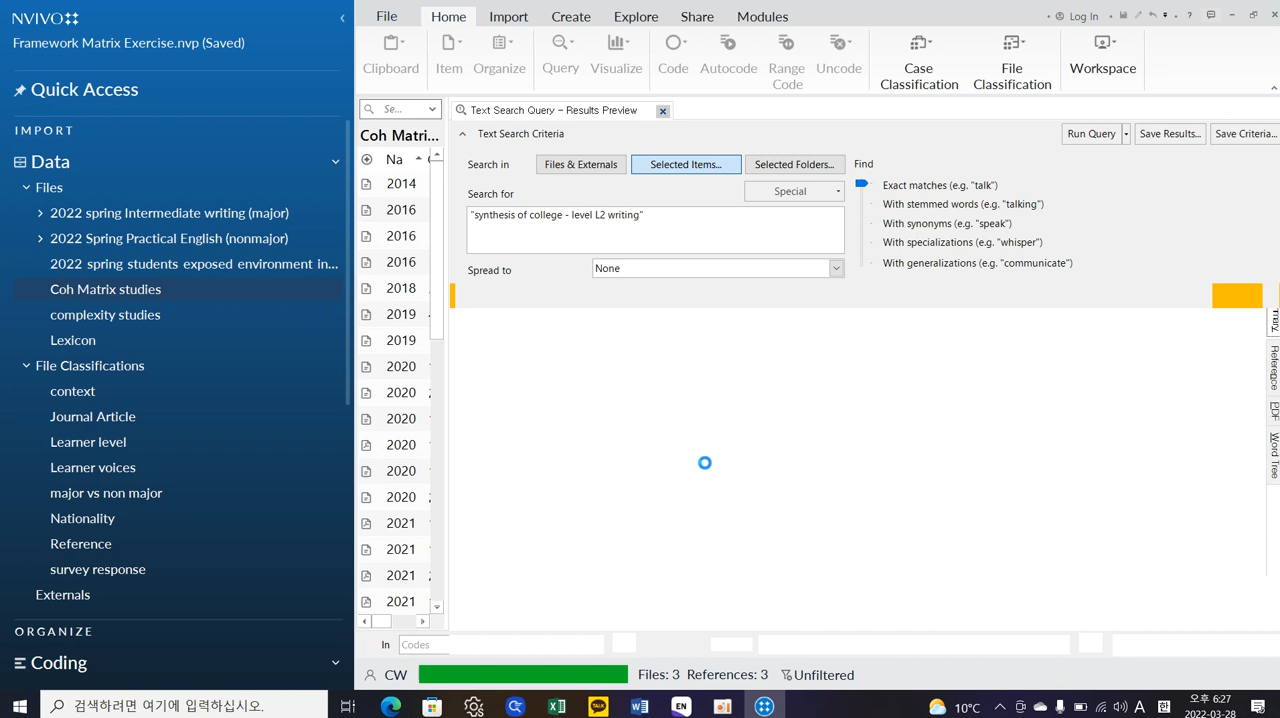 NVIVO
Framework Matrix Exercise.nvp (Saved)
Quick Access
IMPORT
Data
Files
2022 spring Intermediate writing (major)
2022 Spring Practical English (nonmajor)
2022 spring students exposed environment in...
Coh Matrix studies
complexity studies
Lexicon
File Classifications
context
Journal Article
Learner level
Learner voices
major vs non major
Nationality
Reference
survey response
Externals
ORGANIZE
Coding
File Home Import Create Explore Share Modules
Log In
Clipboard Item Organize Query Visualize Code Autocode Range Code Uncode Case Classification File Classification Workspace
Se...
Coh Matri...
Na
2014
2016
2016
2016
2018
2019
2019
2020
2020
2020
2020
2020
2020
2021
2021
2021
2021
Text Search Query - Results Preview
Text Search Criteria
Run Query Save Results... Save Criteria...
Search in Files & Externals Selected Items... Selected Folders... Find
Search for Special
"synthesis of college - level L2 writing"
Spread to None
Exact matches (e.g. "talk")
With stemmed words (e.g. "talking")
With synonyms (e.g. "speak")
With specializations (e.g. "whisper")
With generalizations (e.g. "communicate")
Reference
PDF
Word Tree
In Codes
CW Files: 3 References: 3 Unfiltered
검색하려면 여기에 입력하십시오.
TALK
EN
10°C
A 한
오후 6:27
2022-03-28